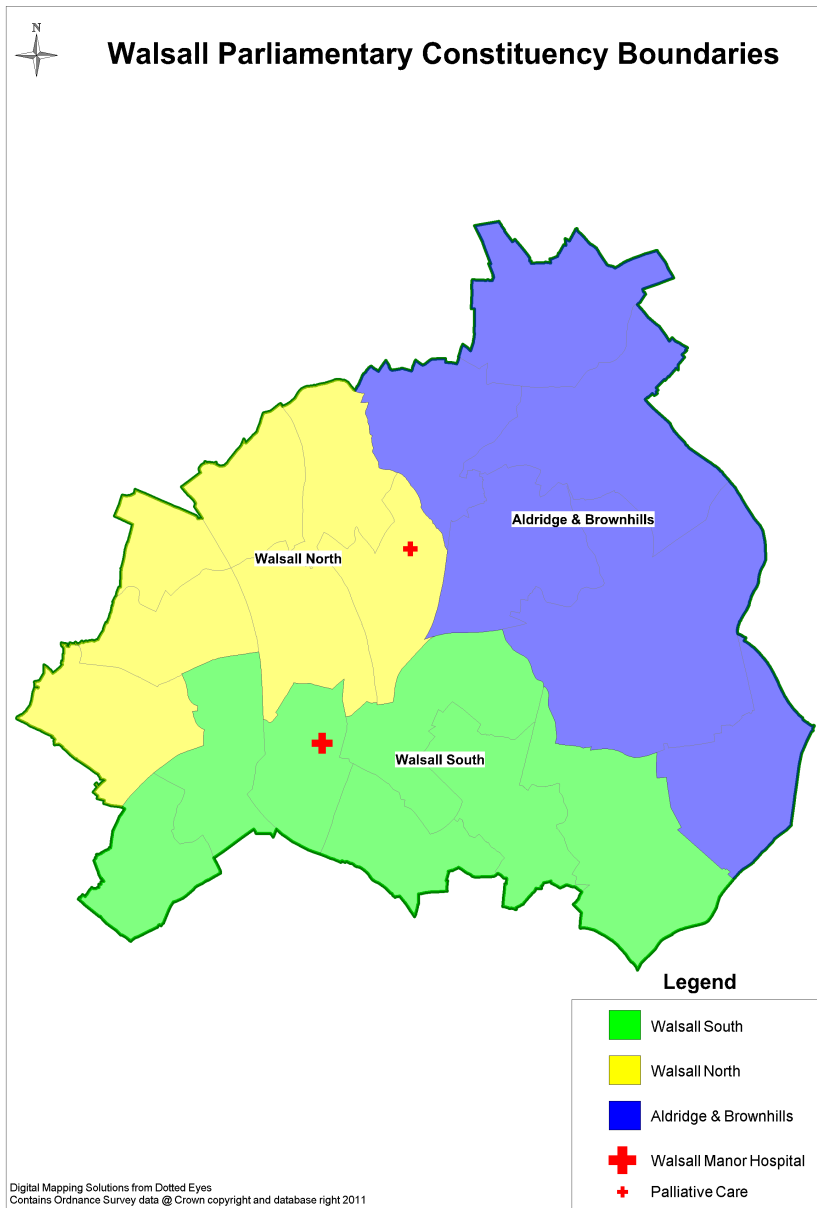 N
Walsall Parliamentary Constituency Boundaries
Aldridge & Brownhills
Walsall North
Walsall South
Legend
Walsall South
Walsall North
Aldridge & Brownhills
Walsall Manor Hospital
Palliative Care
Digital Mapping Solutions from Dotted Eyes
Contains Ordnance Survey data @ Crown copyright and database right 2011